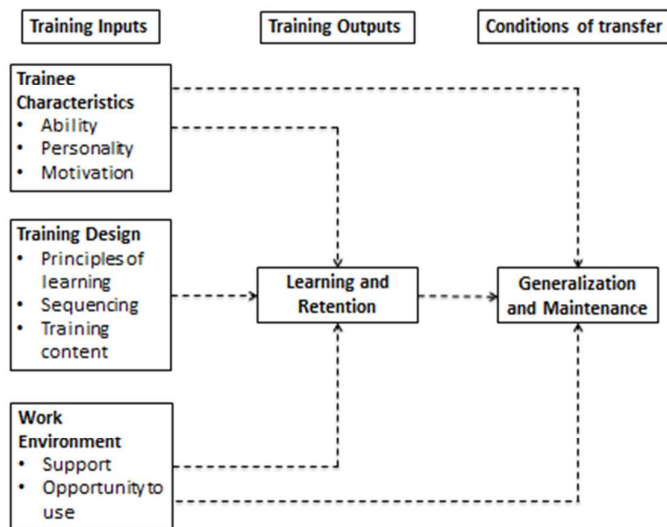 Training Inputs
Training Outputs
Conditions of transfer
Trainee
Characteristics
• Ability
• Personality
• Motivation
Training Design
• Principles of
learning
• Sequencing
• Training
content
Learning and
Retention
Generalization
and Maintenance
Work
Environment
• Support
• Opportunity to
use